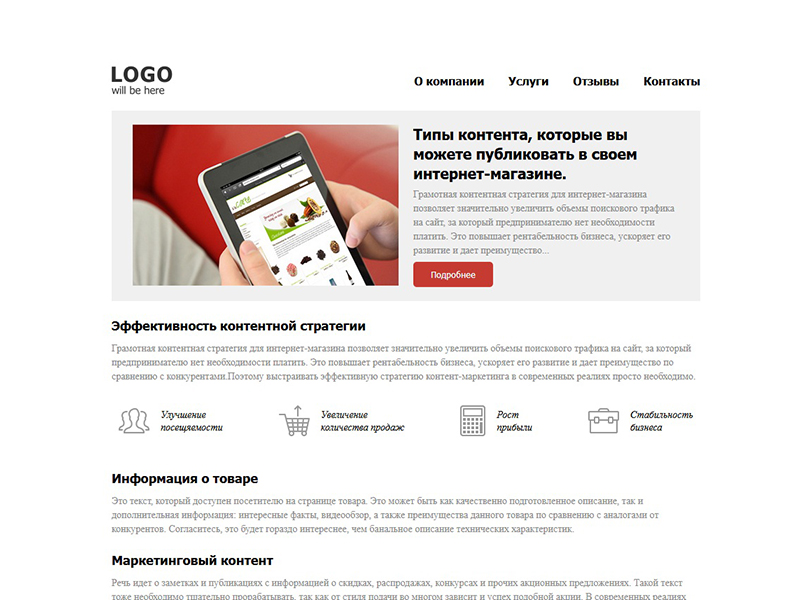 LOGO
will be here
О компании Услуги Отзывы Контакты
Типы контента, которые вы
можете публиковать в своем
интернет-магазине.
Грамотная контентная стратегия для интернет-магазина
позволяет значительно увеличить объемы поискового трафика
на сайт, за который предпринимателю нет необходимости
платить. Это повышает рентабельность бизнеса, ускоряет его
развитие и дает преимущество...
Подробнее
Эффективность контентной стратегии
Грамотная контентная стратегия для интернет-магазина позволяет значительно увеличить объемы поискового трафика на сайт, за который
предпринимателю нет необходимости платить. Это повышает рентабельность бизнеса, ускоряет его развитие и дает преимущество по
сравнению с конкурентами.Поэтому выстраивать эффективную стратегию контент-маркетинга в современных реалиях просто необходимо.
Улучшение
посещяемости
Увеличение
количества продаж
Рост
прибыли
Стабильность
бизнеса
Информация о товаре
Это текст, который доступен посетителю на странице товара. Это может быть как качественно подготовленное описание, так и
дополнительная информация: интересные факты, видеообзор, а также преимущества данного товара по сравнению с аналогами от
конкурентов. Согласитесь, это будет гораздо интереснее, чем банальное описание технических характеристик.
Маркетинговый контент
Речь идет о заметках и публикациях с информацией о скидках, распродажах, конкурсах и прочих акционных предложениях. Такой текст
тоже необходимо тщательно прорабатывать, так как от стиля подачи во многом зависит и успех подобной акции. В современных реалиях